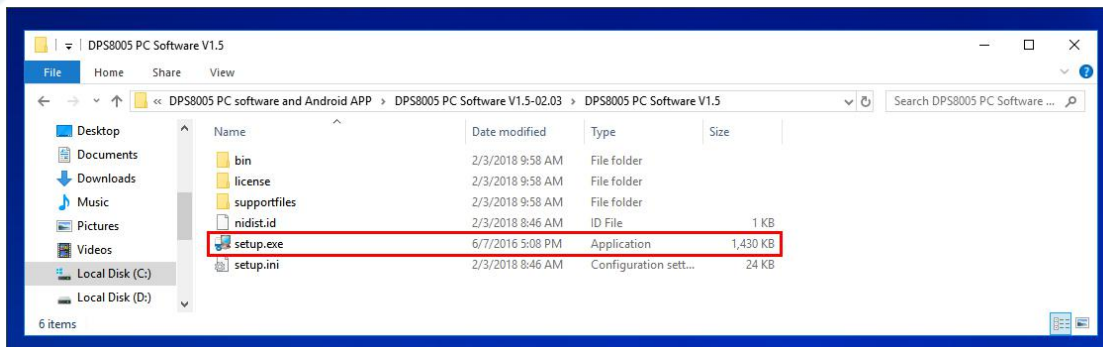 DPS8005 PC Software V1.5
File Home Share View
« DPS8005 PC software and Android APP › DPS8005 PC Software V1.5-02.03 › DPS8005 PC Software V1.5 Search DPS8005 PC Software ...
Name Date modified Type Size
Desktop
Documents
Downloads
Music
Pictures
Videos
Local Disk (C:)
Local Disk (D:)
bin 2/3/2018 9:58 AM File folder
license 2/3/2018 9:58 AM File folder
supportfiles 2/3/2018 9:58 AM File folder
nidist.id 2/3/2018 8:46 AM ID File 1 KB
setup.exe 6/7/2016 5:08 PM Application 1,430 KB
setup.ini 2/3/2018 8:46 AM Configuration sett... 24 KB
6 items